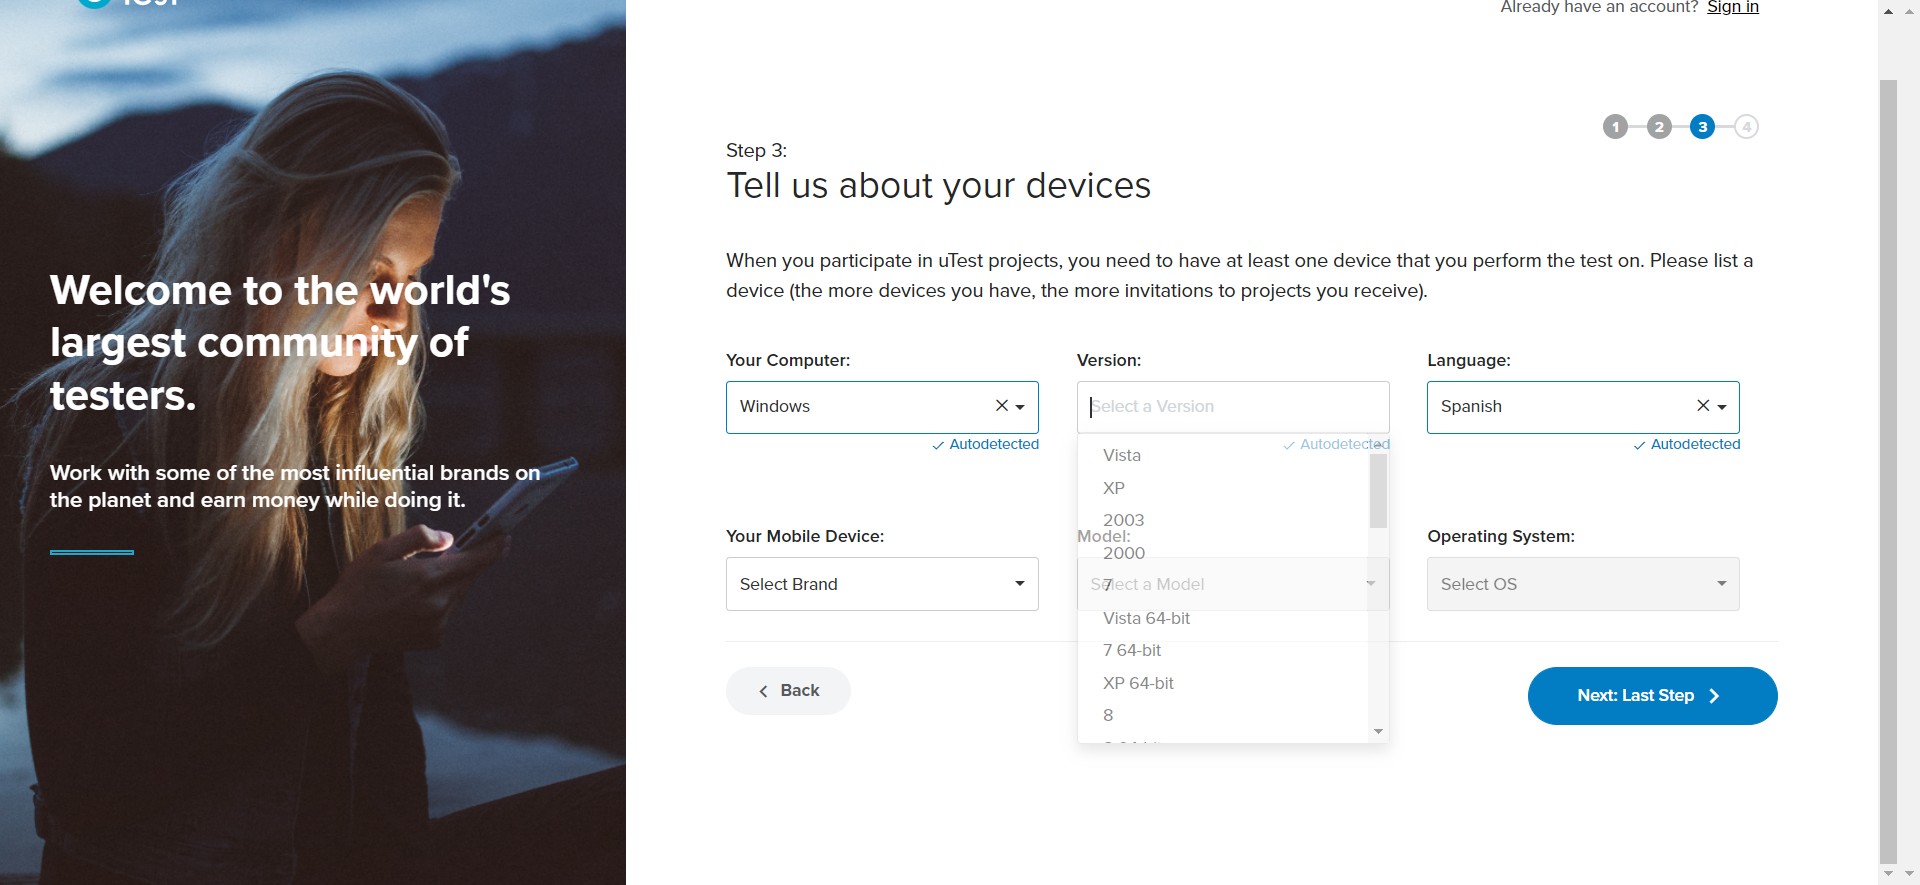 Already have an account? Sign in
Welcome to the world's
largest community of
testers.
Work with some of the most influential brands on
the planet and earn money while doing it.
1 2 3 4
Step 3:
Tell us about your devices
When you participate in uTest projects, you need to have at least one device that you perform the test on. Please list a
device (the more devices you have, the more invitations to projects you receive).
Your Computer:
Windows
Autodetected
Version:
Select a Version
Autodetected
Vista
XP
2003
2000
7
Vista 64-bit
7 64-bit
XP 64-bit
8
Language:
Spanish
Autodetected
Your Mobile Device:
Select Brand
Model:
Select a Model
Operating System:
Select OS
Back
Next: Last Step